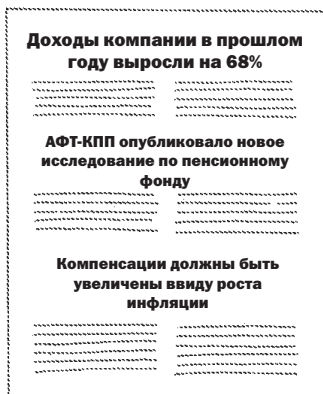 Доходы компании в прошлом
году выросли на 68%
АФТ-КПП опубликовало новое
исследование по пенсионному
фонду
Компенсации должны быть
увеличены ввиду роста
инфляции